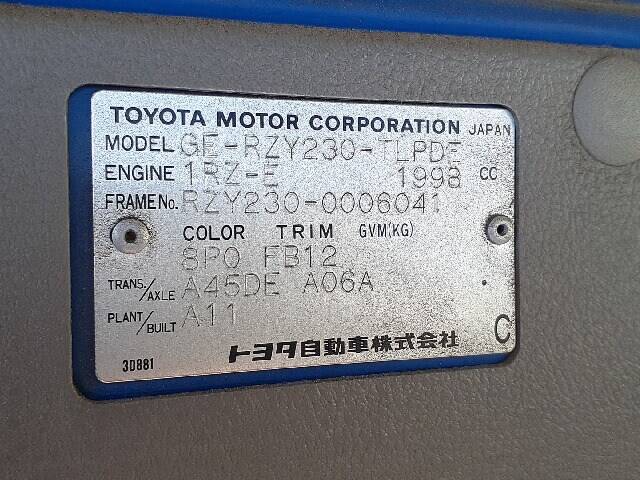 TOYOTA MOTOR CORPORATION JAPAN
MODEL GE-RZY230-TLPDE
ENGINE 1RZ-E 1998 CC
FRAME No. RZY230-0006041
COLOR TRIM GVM(KG)
8P0 FB12
TRANS./AXLE A45DE A06A
PLANT/BUILT A11
トヨタ自動車株式会社 C
3D881